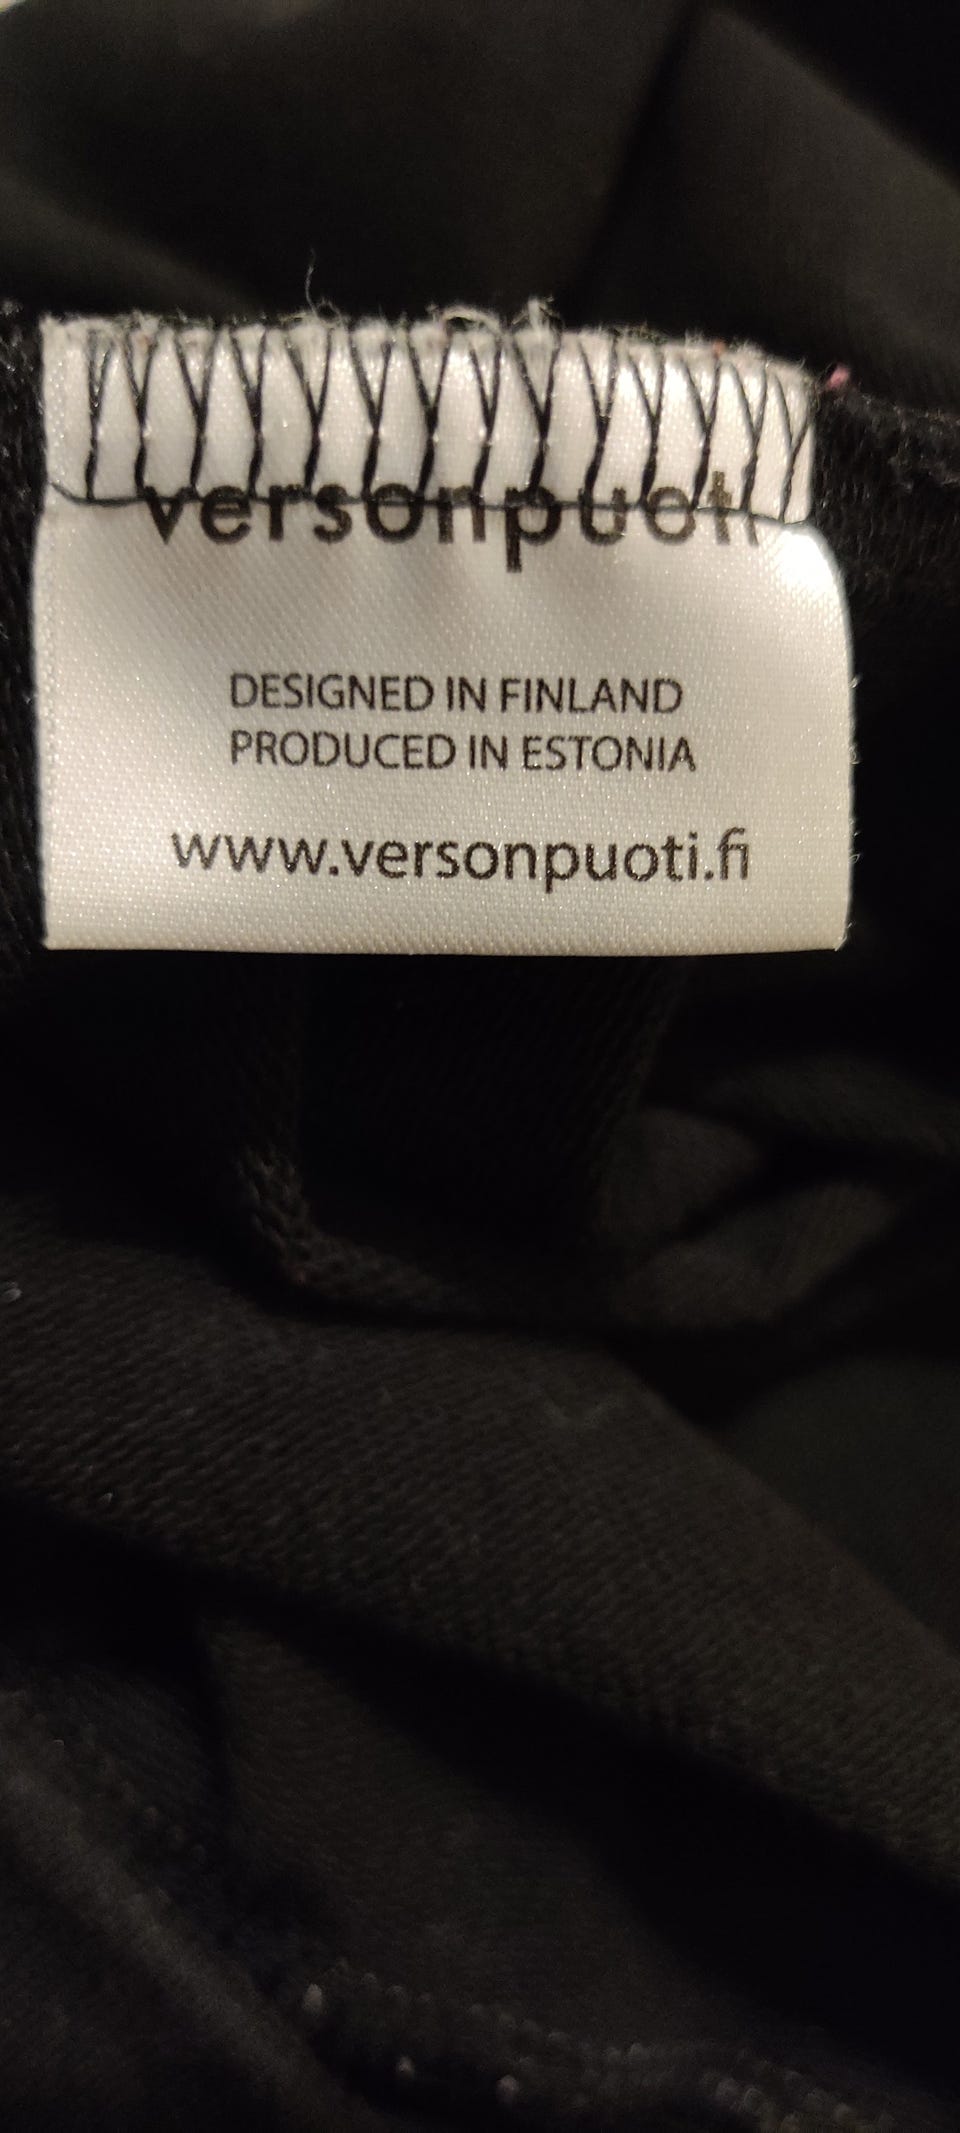 versonpuoti
DESIGNED IN FINLAND
PRODUCED IN ESTONIA
www.versonpuoti.fi